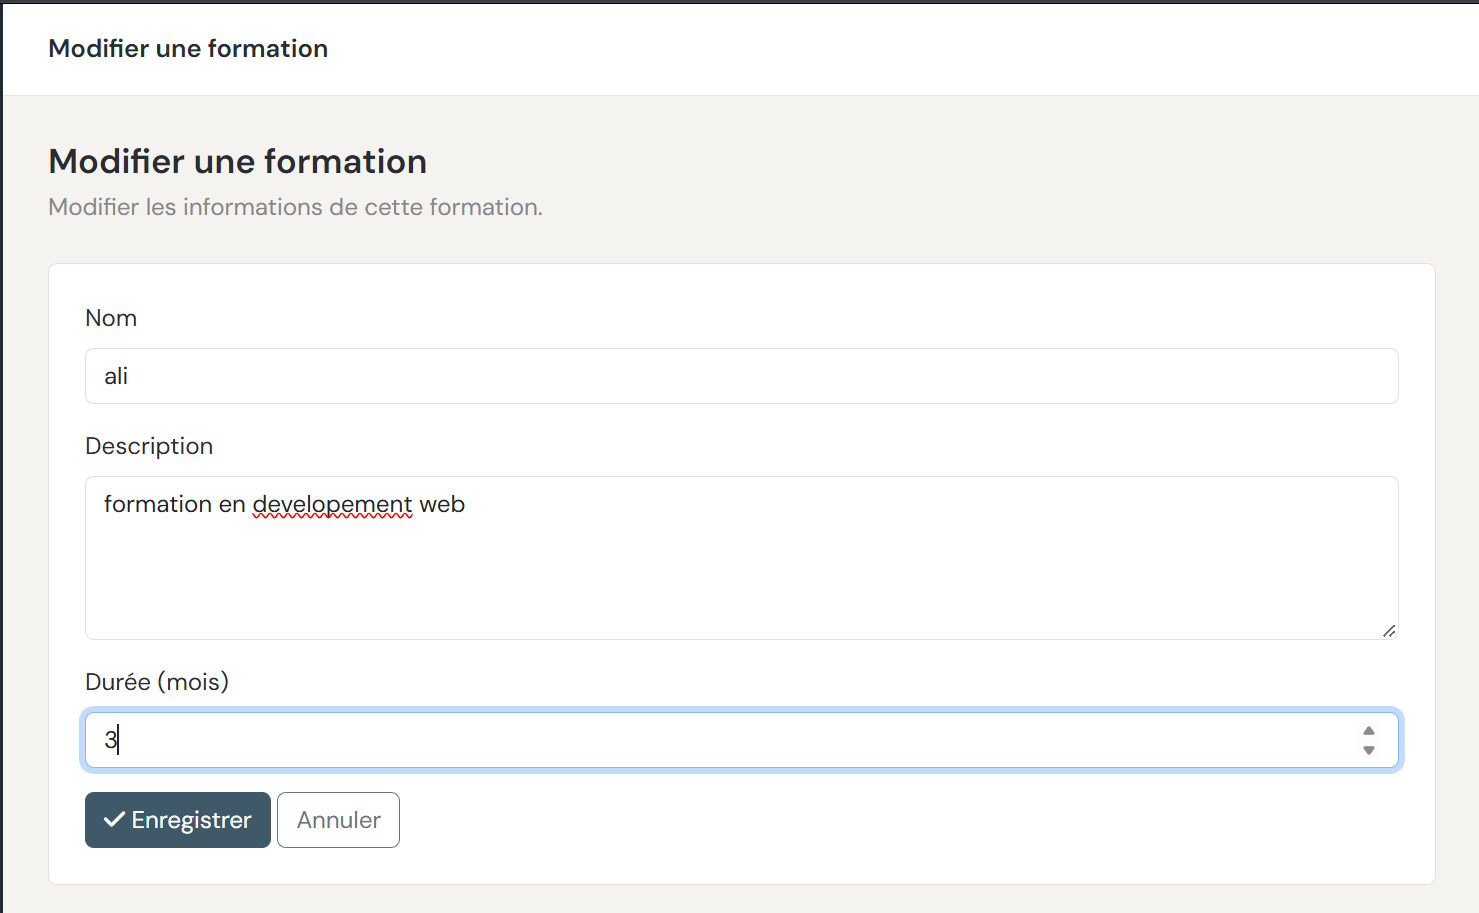 Modifier une formation
Modifier une formation
Modifier les informations de cette formation.
Nom
ali
Description
formation en developement web
Durée (mois)
3
Enregistrer
Annuler